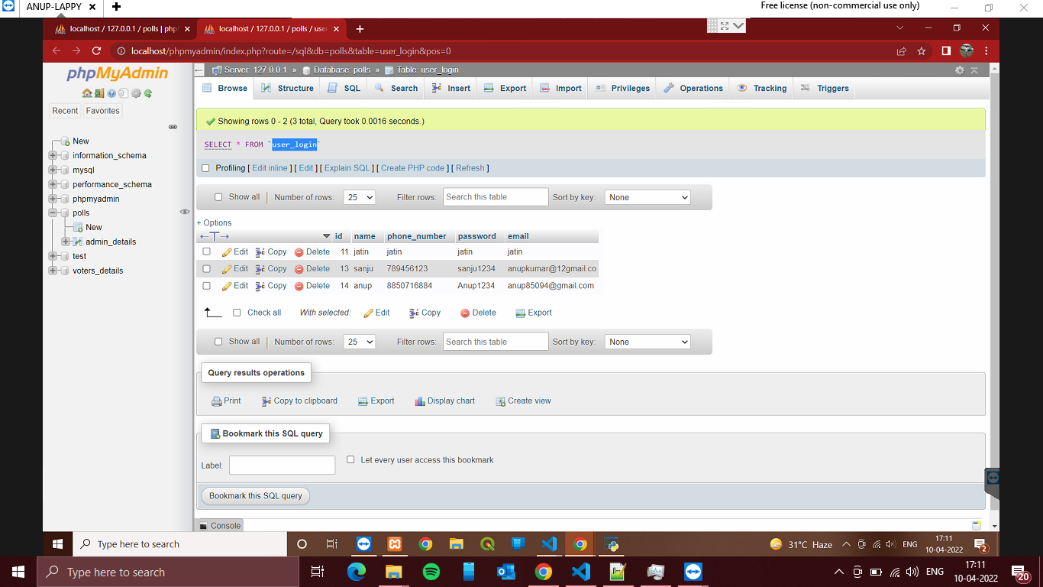 ANUP-LAPPY
Free license (non-commercial use only)
localhost / 127.0.0.1 / polls | php
localhost / 127.0.0.1 / polls / use
localhost/phpmyadmin/index.php?route=/sql&db=polls&table=user_login&pos=0
phpMyAdmin
Recent Favorites
New
information_schema
mysql
performance_schema
phpmyadmin
polls
New
admin_details
test
voters_details
Server: 127.0.0.1 » Database: polls » Table: user_login
Browse Structure SQL Search Insert Export Import Privileges Operations Tracking Triggers
Showing rows 0 - 2 (3 total, Query took 0.0016 seconds.)
SELECT * FROM `user_login`
Profiling [ Edit inline ] [ Edit ] [ Explain SQL ] [ Create PHP code ] [ Refresh ]
Show all | Number of rows: 25 Filter rows: Search this table Sort by key: None
+ Options
←T→ id name phone_number password email
Edit Copy Delete 11 jatin jatin jatin jatin
Edit Copy Delete 13 sanju 789456123 sanju1234 anupkumar@12gmail.co
Edit Copy Delete 14 anup 8850716884 Anup1234 anup85094@gmail.com
Check all With selected: Edit Copy Delete Export
Show all | Number of rows: 25 Filter rows: Search this table Sort by key: None
Query results operations
Print Copy to clipboard Export Display chart Create view
Bookmark this SQL query
Label: Let every user access this bookmark
Bookmark this SQL query
Console
Type here to search
31°C Haze ENG 17:11
10-04-2022
2
Type here to search
ENG 17:11
10-04-2022
20